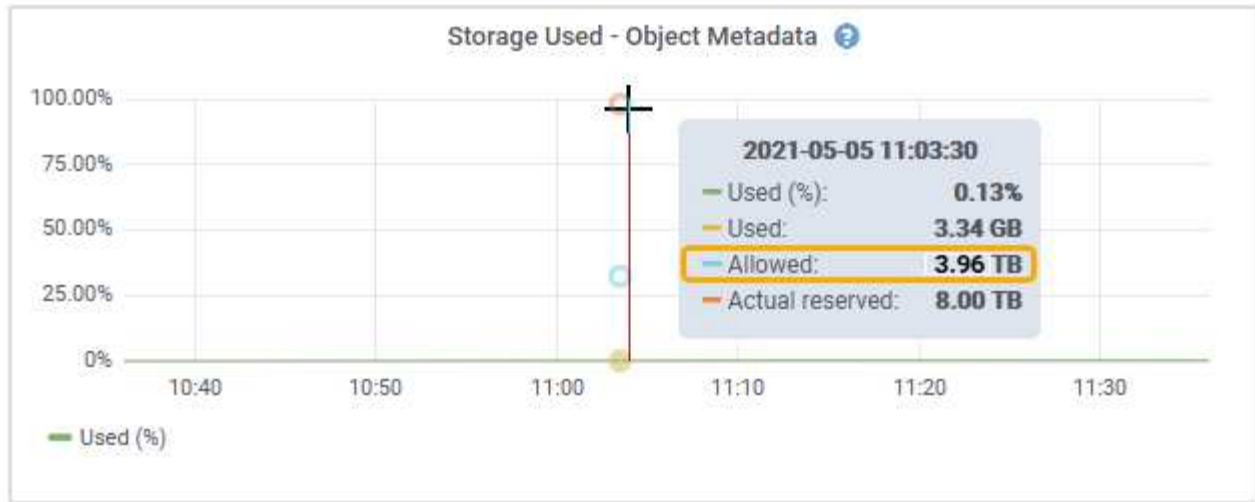 Storage Used - Object Metadata ?
100.00%
75.00%
50.00%
25.00%
0%
2021-05-05 11:03:30
Used (%): 0.13%
Used: 3.34 GB
Allowed: 3.96 TB
Actual reserved: 8.00 TB
10:40 10:50 11:00 11:10 11:20 11:30
Used (%)